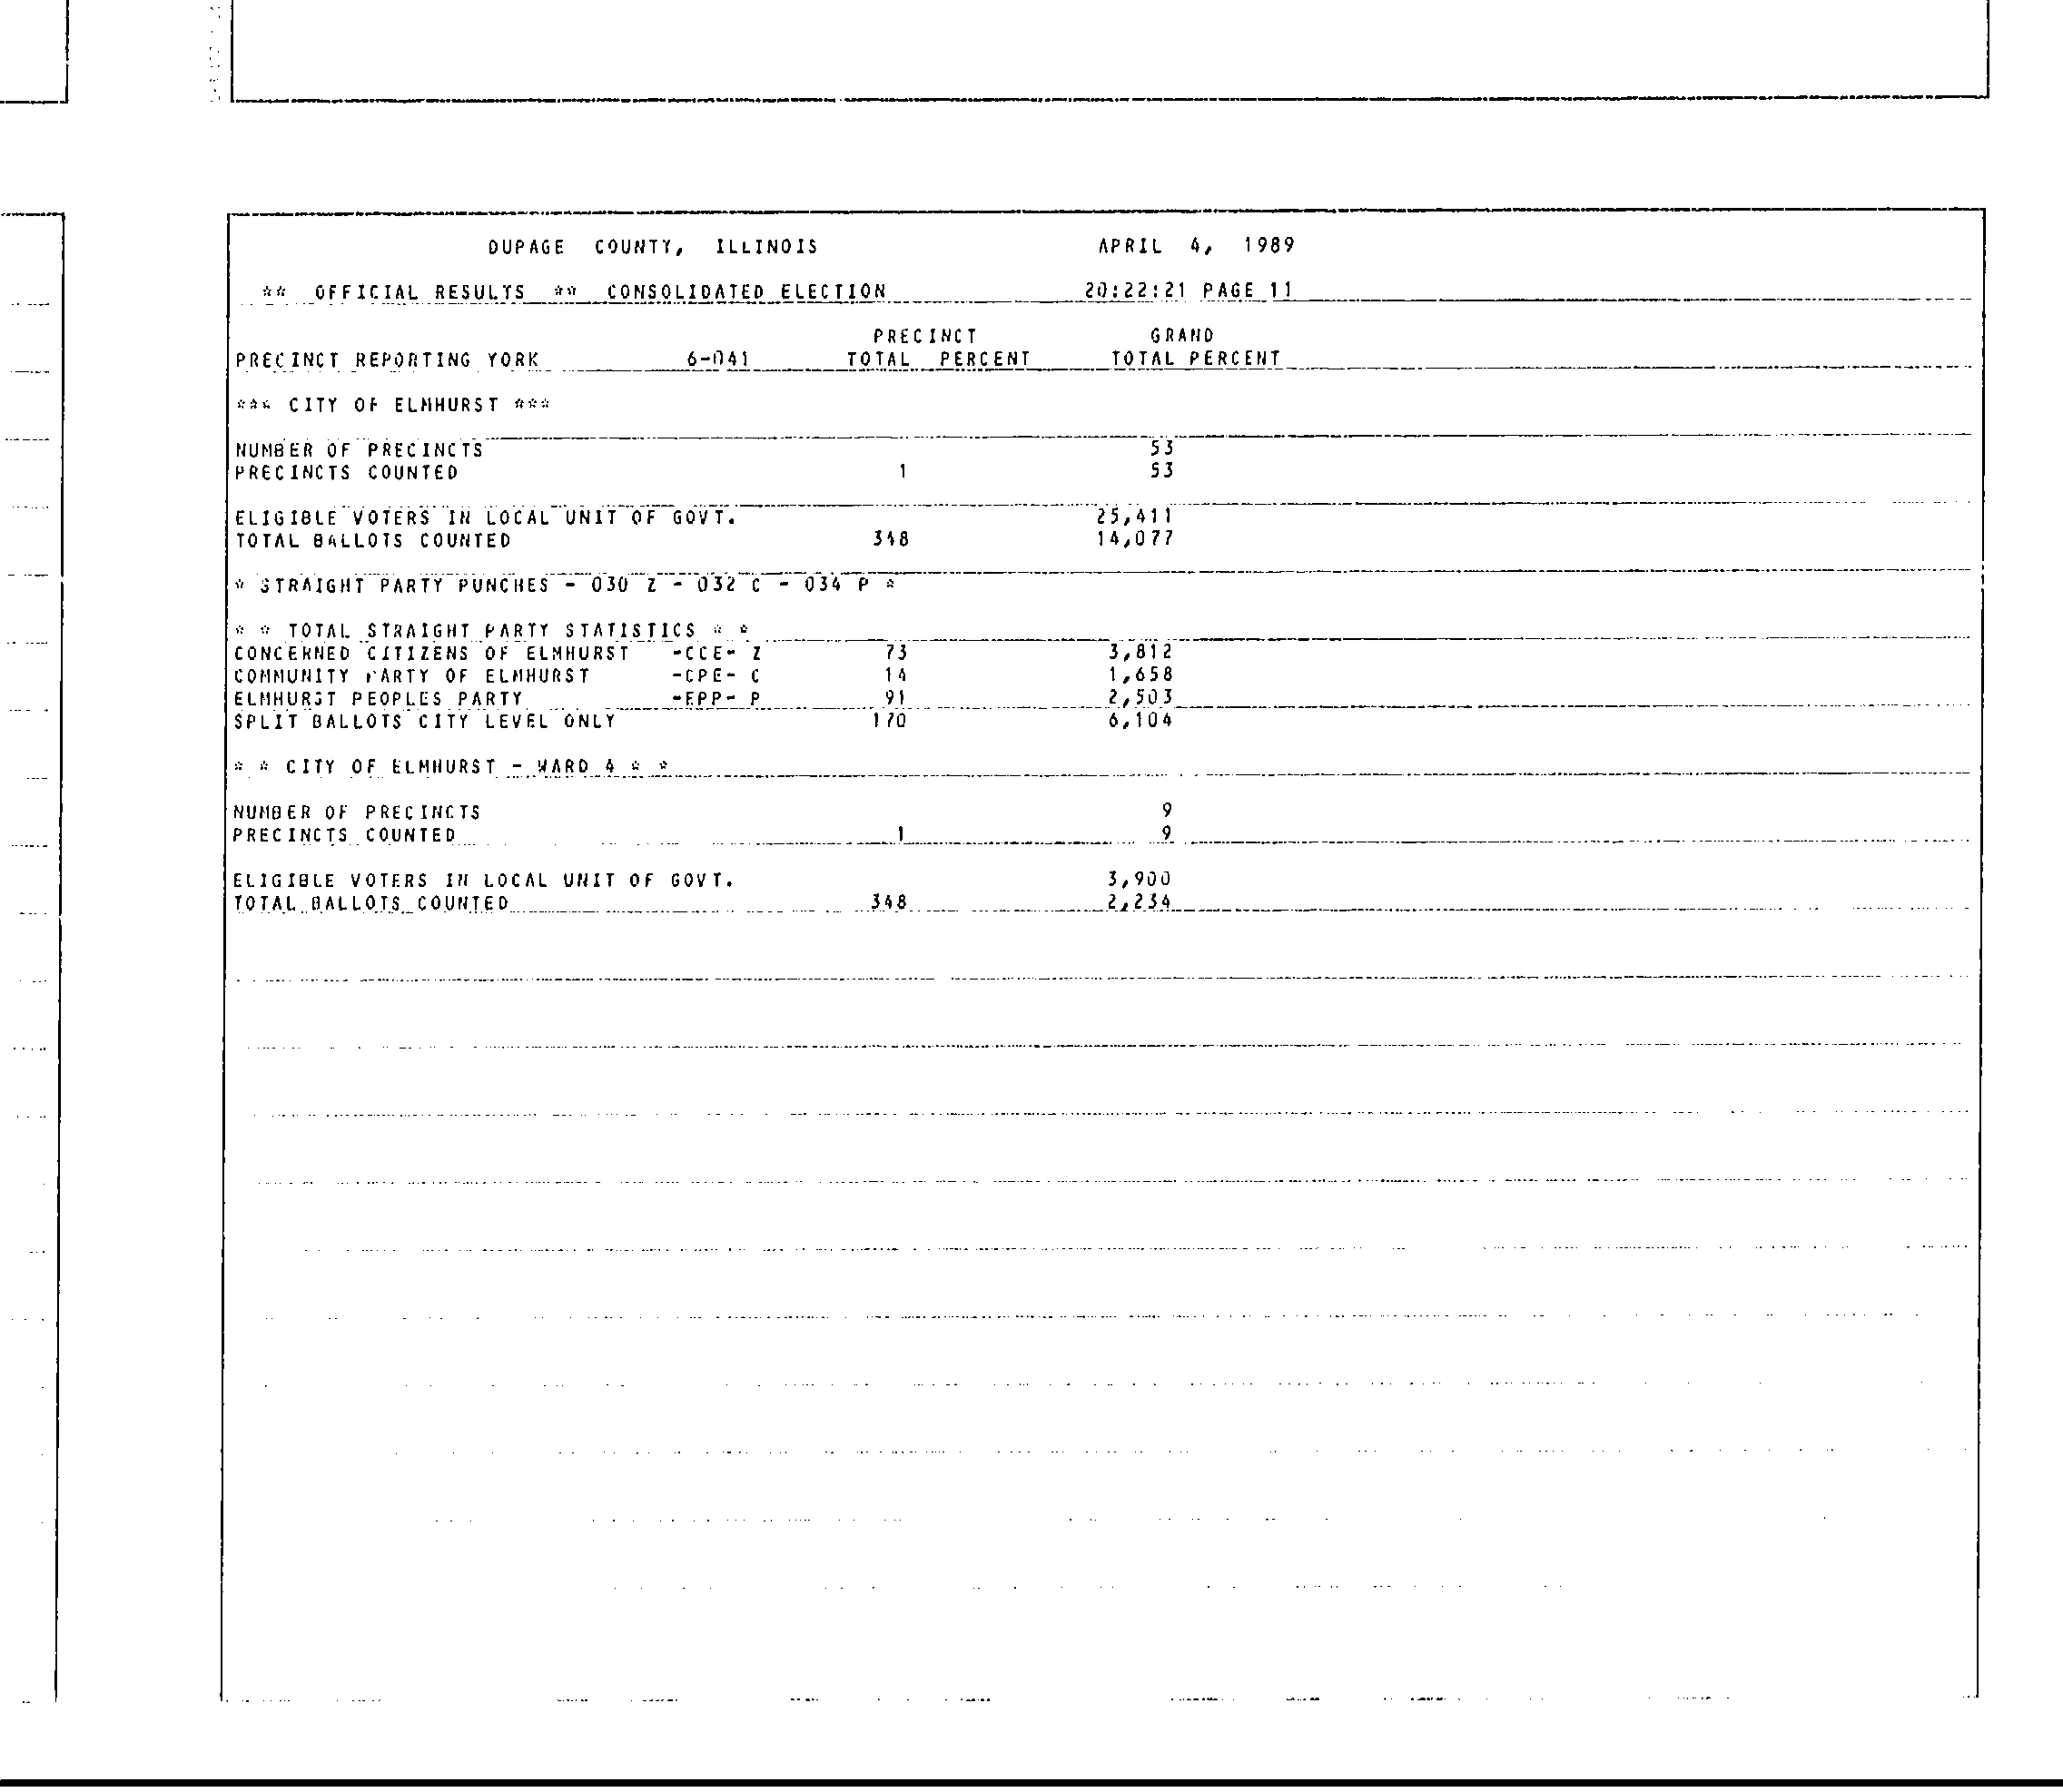 DUPAGE COUNTY, ILLINOIS APRIL 4, 1989
** OFFICIAL RESULTS ** CONSOLIDATED ELECTION 20:22:21 PAGE 11
PRECINCT GRAND
PRECINCT REPORTING YORK 6-041 TOTAL PERCENT TOTAL PERCENT
*** CITY OF ELMHURST ***
NUMBER OF PRECINCTS 53
PRECINCTS COUNTED 1 53
ELIGIBLE VOTERS IN LOCAL UNIT OF GOVT. 25,411
TOTAL BALLOTS COUNTED 348 14,077
* STRAIGHT PARTY PUNCHES - 030 Z - 032 C - 034 P *
* * TOTAL STRAIGHT PARTY STATISTICS * *
CONCERNED CITIZENS OF ELMHURST -CCE- Z 73 3,812
COMMUNITY PARTY OF ELMHURST -CPE- C 14 1,658
ELMHURST PEOPLES PARTY -EPP- P 91 2,503
SPLIT BALLOTS CITY LEVEL ONLY 170 6,104
* * CITY OF ELMHURST - WARD 4 * *
NUMBER OF PRECINCTS 9
PRECINCTS COUNTED 1 9
ELIGIBLE VOTERS IN LOCAL UNIT OF GOVT. 3,900
TOTAL BALLOTS COUNTED 348 2,234